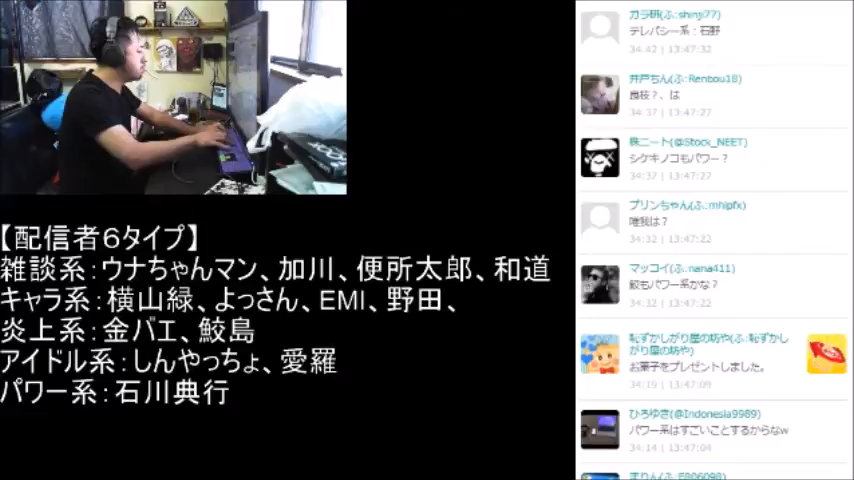 【配信者6タイプ】
雑談系：ウナちゃんマン、加川、便所太郎、和道
キャラ系：横山緑、よっさん、EMI、野田、
炎上系：金バエ、鮫島
アイドル系：しんやっちょ、愛羅
パワー系：石川典行
ガラ研(ふ:shinji77)
テレパシー系：石野
34:42 | 13:47:32
井戸ちん(ふ:Renbou18)
良枝？、は
34:37 | 13:47:27
株ニート(@Stock_NEET)
シケキノコもパワー？
34:37 | 13:47:27
プリンちゃん(ふ:mhlpfx)
唯我は？
34:32 | 13:47:22
マッコイ(ふ:nana411)
鮫もパワー系かな？
34:32 | 13:47:22
恥ずかしがり屋の坊や(ふ:恥ずかし
がり屋の坊や)
お菓子をプレゼントしました。
34:19 | 13:47:09
ひろゆき(@Indonesia9989)
パワー系はすごいことするからなw
34:14 | 13:47:04